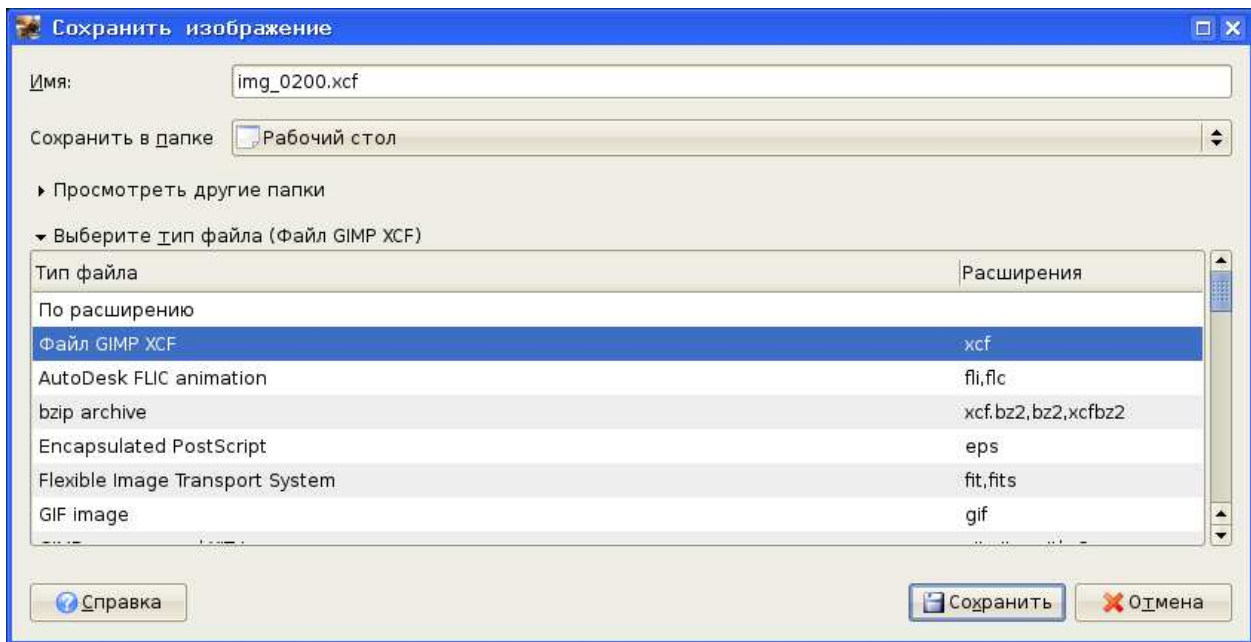 Сохранить изображение
Имя: img_0200.xcf
Сохранить в папке Рабочий стол
Просмотреть другие папки
Выберите тип файла (Файл GIMP XCF)
Тип файла Расширения
По расширению
Файл GIMP XCF xcf
AutoDesk FLIC animation fli,flc
bzip archive xcf.bz2,bz2,xcfbz2
Encapsulated PostScript eps
Flexible Image Transport System fit,fits
GIF image gif
Справка Сохранить Отмена